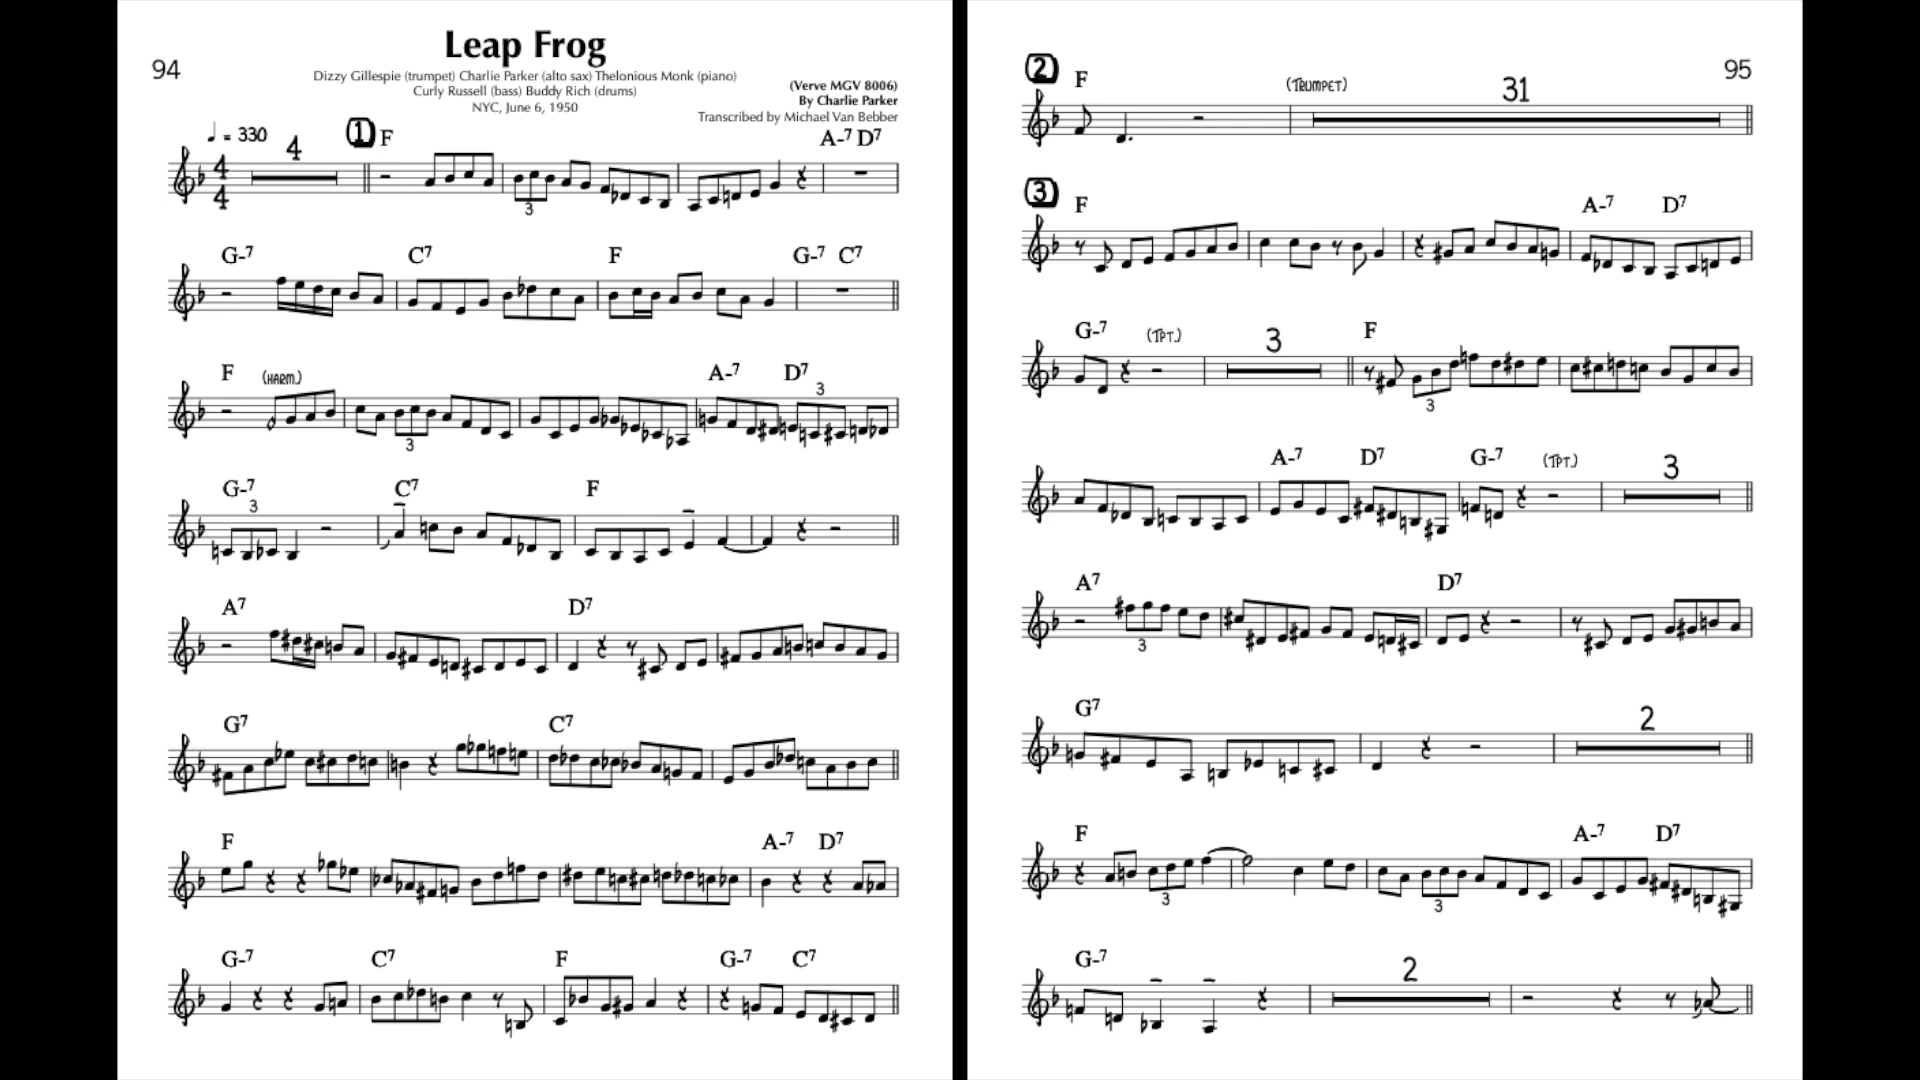 94
Leap Frog
Dizzy Gillespie (trumpet) Charlie Parker (alto sax) Thelonious Monk (piano)
Curly Russell (bass) Buddy Rich (drums)
NYC, June 6, 1950
(Verve MGV 8006)
By Charlie Parker
Transcribed by Michael Van Bebber
♩ = 330 4 1 F A-7 D7
4 4
3
G-7 C7 F G-7 C7
F (HARM.) A-7 D7
3 3
G-7 C7 F
3
A7 D7
G7 C7
F A-7 D7
G-7 C7 F G-7 C7
95
2 F (TRUMPET) 31
3 F A-7 D7
G-7 (TPT.) 3 F
3
A-7 D7 G-7 (TPT.) 3
A7 D7
3
G7 2
F A-7 D7
3 3
G-7 2